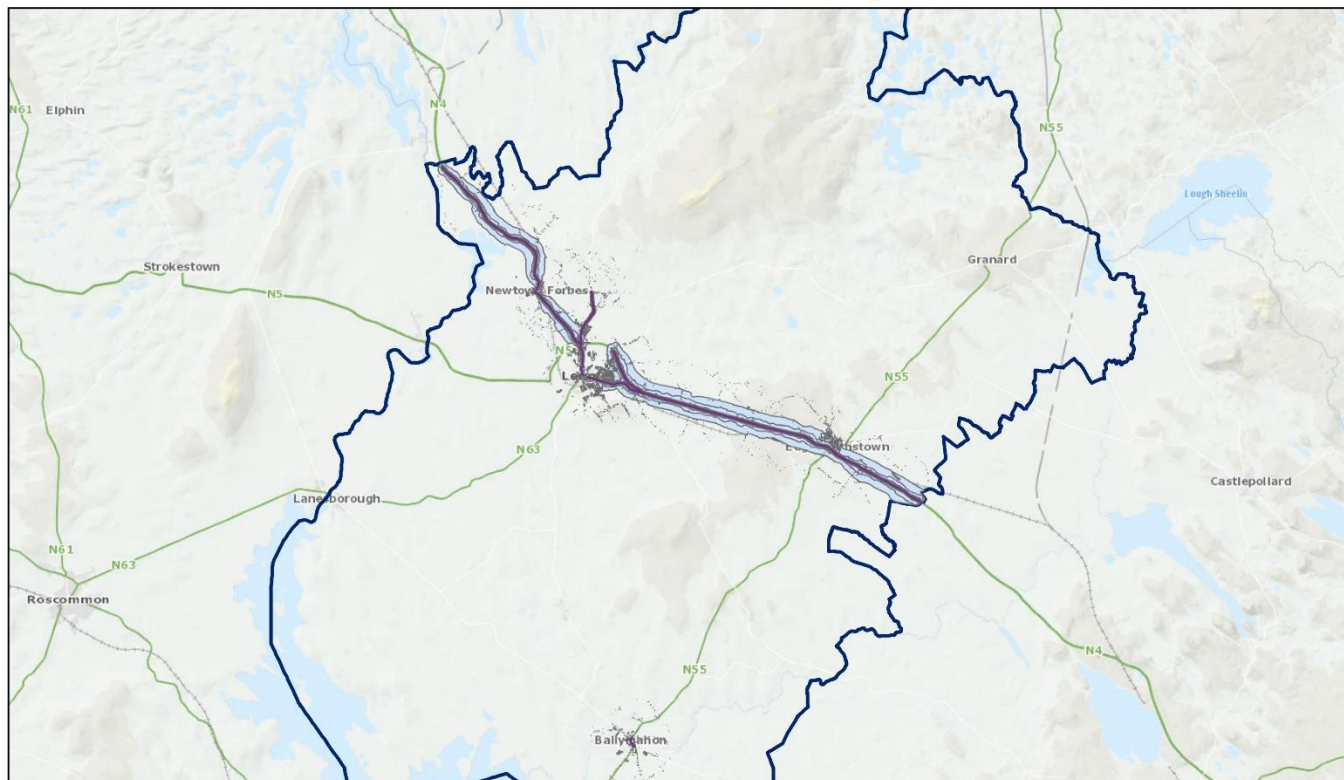 N4
N61
Elphin
N55
Lough Sheelin
Granard
Strokestown
Newtown Forbes
N5
N5
N55
N63
Lanesborough
Castlepollard
N61
N63
Roscommon
N4
N55
Ballymahon